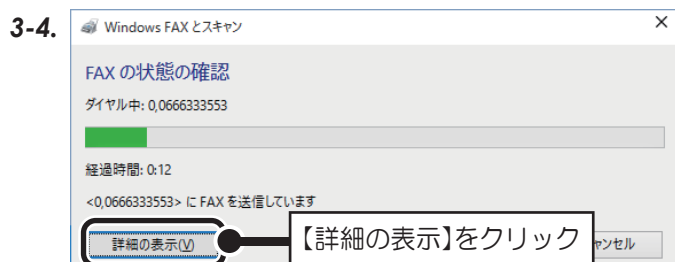 3-4.
Windows FAX とスキャン
FAX の状態の確認
ダイヤル中: 0,0666333553
経過時間: 0:12
<0,0666333553> に FAX を送信しています
詳細の表示(V)
【詳細の表示】をクリック
ャンセル